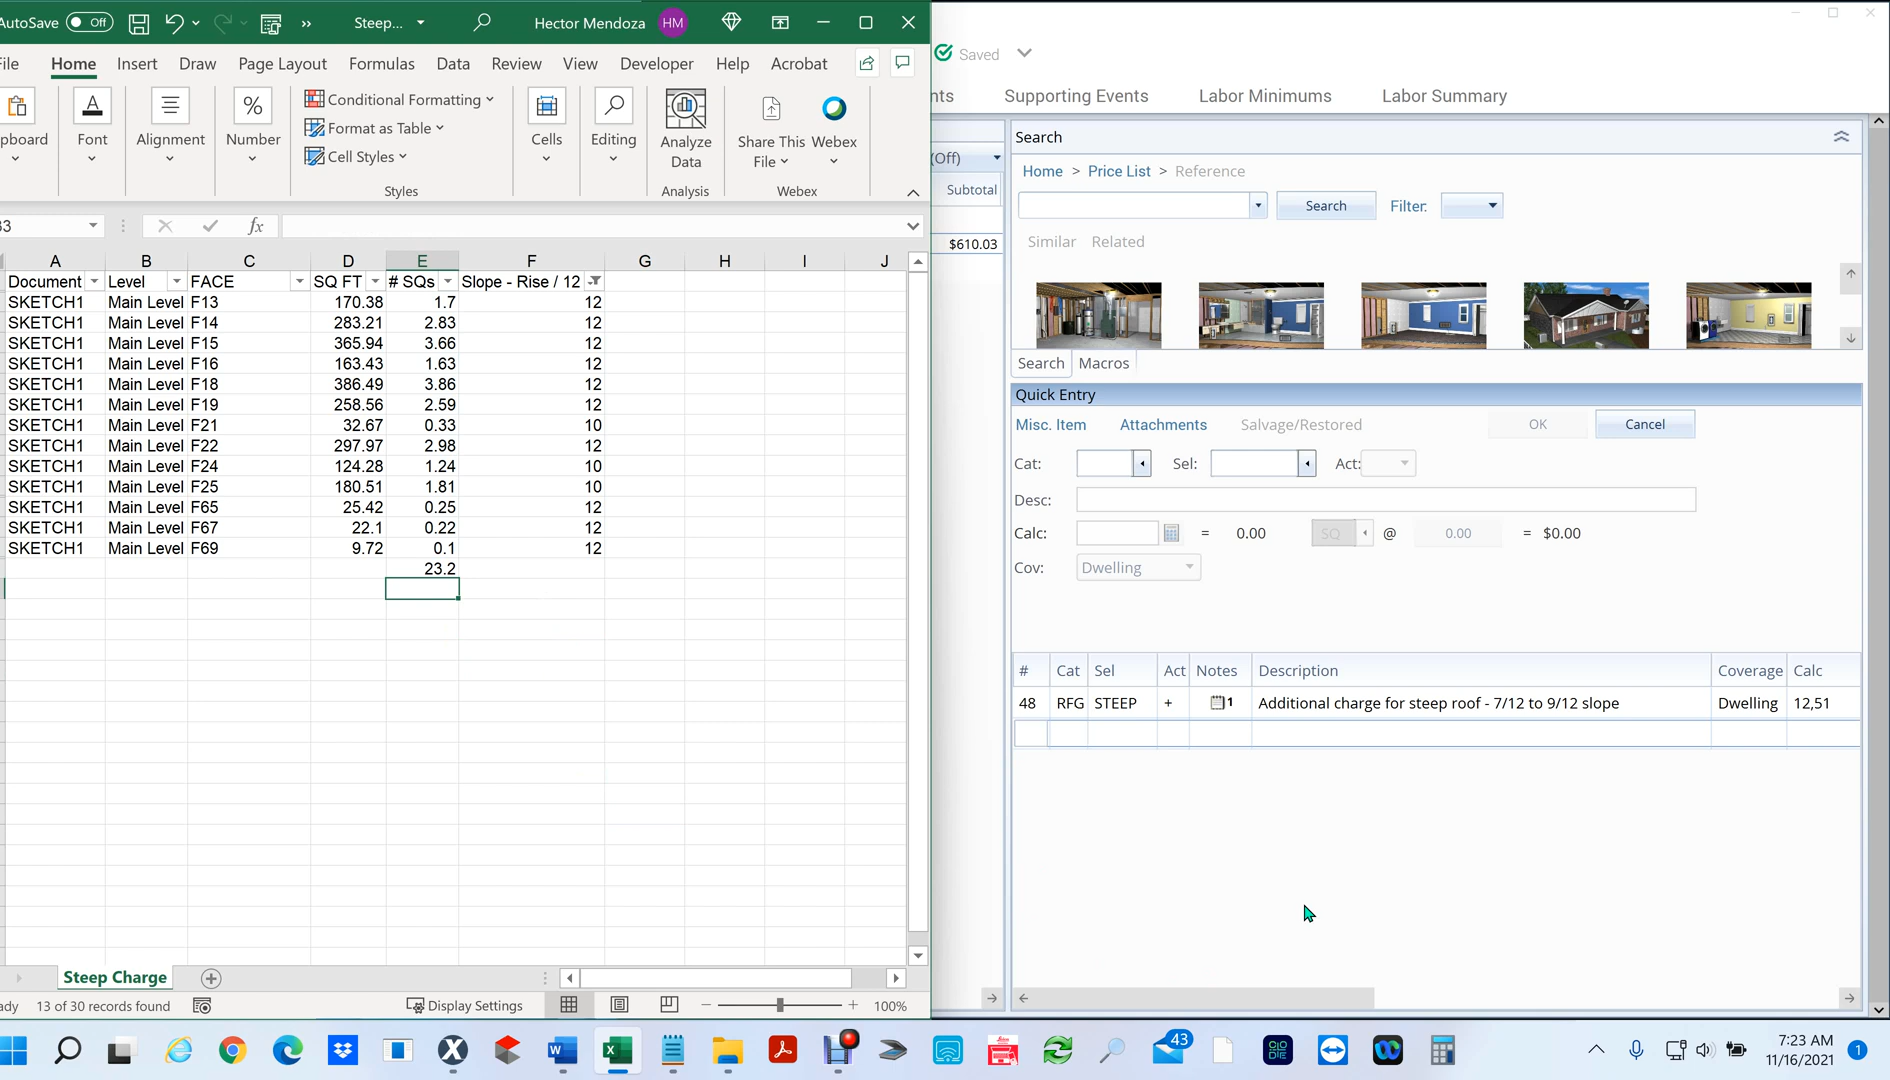 AutoSave Off Steep... Hector Mendoza HM
File Home Insert Draw Page Layout Formulas Data Review View Developer Help Acrobat
pboard Font Alignment Number
Conditional Formatting
Format as Table
Cell Styles
Styles
Cells
Editing
Analyze Data
Analysis
Share This File Webex
Webex
fx
A B C D E F G H I J
Document Level FACE SQ FT # SQs Slope - Rise / 12
SKETCH1 Main Level F13 170.38 1.7 12
SKETCH1 Main Level F14 283.21 2.83 12
SKETCH1 Main Level F15 365.94 3.66 12
SKETCH1 Main Level F16 163.43 1.63 12
SKETCH1 Main Level F18 386.49 3.86 12
SKETCH1 Main Level F19 258.56 2.59 12
SKETCH1 Main Level F21 32.67 0.33 10
SKETCH1 Main Level F22 297.97 2.98 12
SKETCH1 Main Level F24 124.28 1.24 10
SKETCH1 Main Level F25 180.51 1.81 10
SKETCH1 Main Level F65 25.42 0.25 12
SKETCH1 Main Level F67 22.1 0.22 12
SKETCH1 Main Level F69 9.72 0.1 12
23.2
Steep Charge
ady 13 of 30 records found Display Settings 100%
Saved
nts Supporting Events Labor Minimums Labor Summary
(Off)
Subtotal
$610.03
Search
Home > Price List > Reference
Search Filter:
Similar Related
Search Macros
Quick Entry
Misc. Item Attachments Salvage/Restored OK Cancel
Cat: Sel: Act:
Desc:
Calc: = 0.00 SQ @ 0.00 = $0.00
Cov: Dwelling
# Cat Sel Act Notes Description Coverage Calc
48 RFG STEEP + 1 Additional charge for steep roof - 7/12 to 9/12 slope Dwelling 12,51
43
7:23 AM
11/16/2021
1